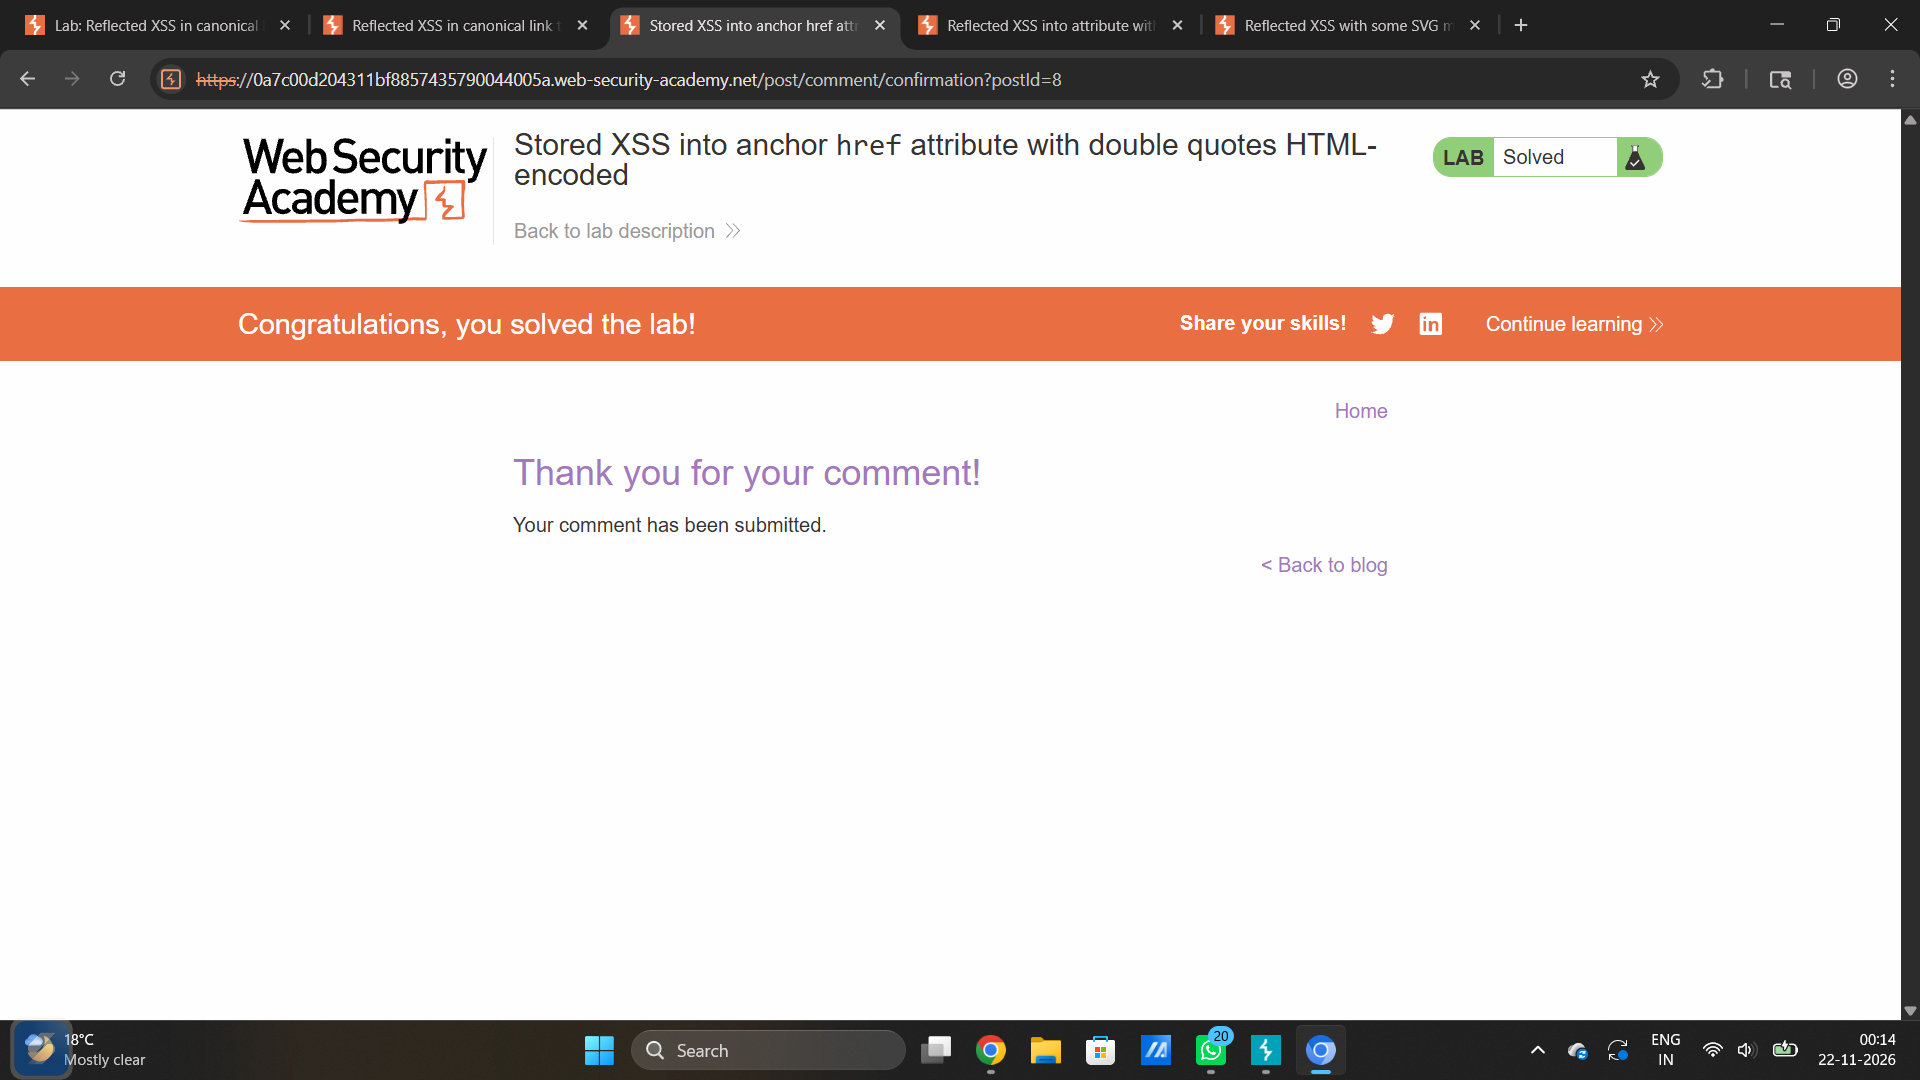 Lab: Reflected XSS in canonical
Reflected XSS in canonical link t
Stored XSS into anchor href attr
Reflected XSS into attribute wit
Reflected XSS with some SVG m
https://0a7c00d204311bf8857435790044005a.web-security-academy.net/post/comment/confirmation?postId=8
Web Security
Academy
Stored XSS into anchor href attribute with double quotes HTML-
encoded
Back to lab description
LAB Solved
Congratulations, you solved the lab!
Share your skills!
Continue learning
Home
Thank you for your comment!
Your comment has been submitted.
< Back to blog
18°C
Mostly clear
Search
20
ENG
IN
00:14
22-11-2026